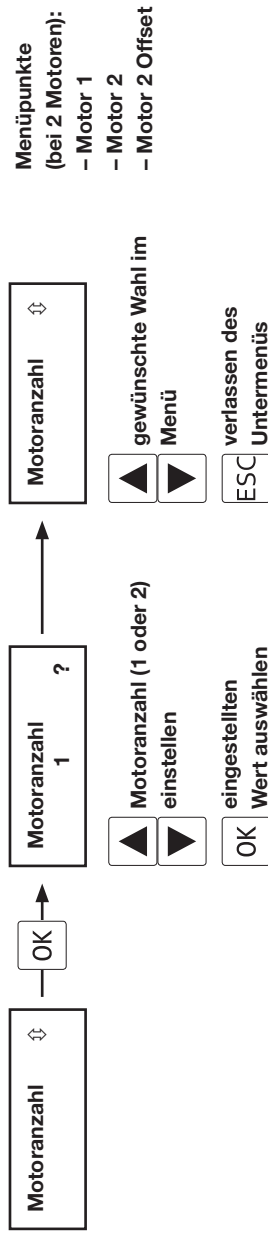 Motoranzahl ⇳
OK
Motoranzahl
1 ?
Motoranzahl (1 oder 2)
einstellen
OK
eingestellten
Wert auswählen
Motoranzahl ⇳
gewünschte Wahl im
Menü
ESC
verlassen des
Untermenüs
Menüpunkte
(bei 2 Motoren):
– Motor 1
– Motor 2
– Motor 2 Offset